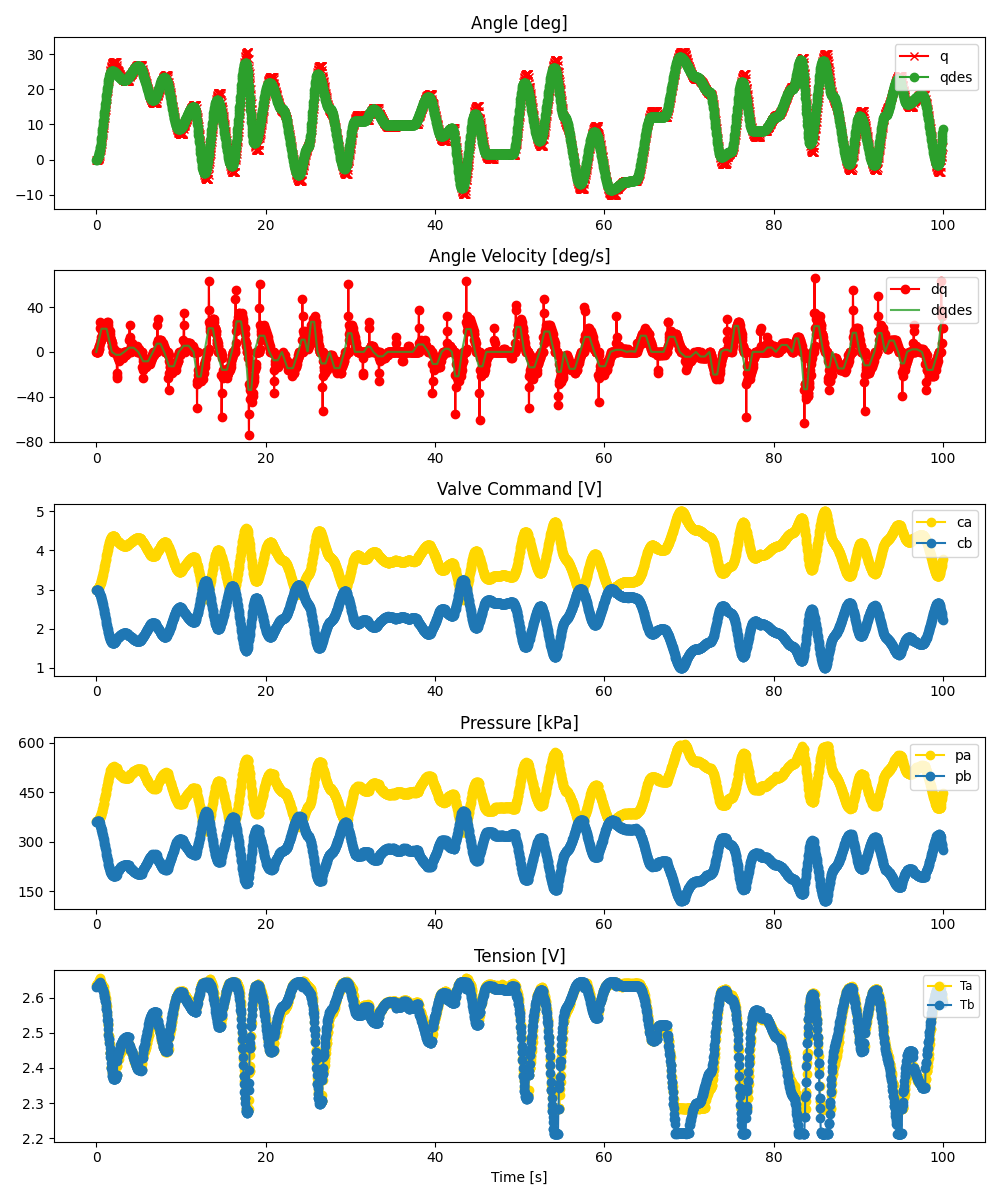 Angle [deg]
30
20
10
0
−10
q
qdes
0 20 40 60 80 100
Angle Velocity [deg/s]
40
0
−40
−80
dq
dqdes
0 20 40 60 80 100
Valve Command [V]
5
4
3
2
1
ca
cb
0 20 40 60 80 100
Pressure [kPa]
600
450
300
150
pa
pb
0 20 40 60 80 100
Tension [V]
2.6
2.5
2.4
2.3
2.2
Ta
Tb
0 20 40 60 80 100
Time [s]